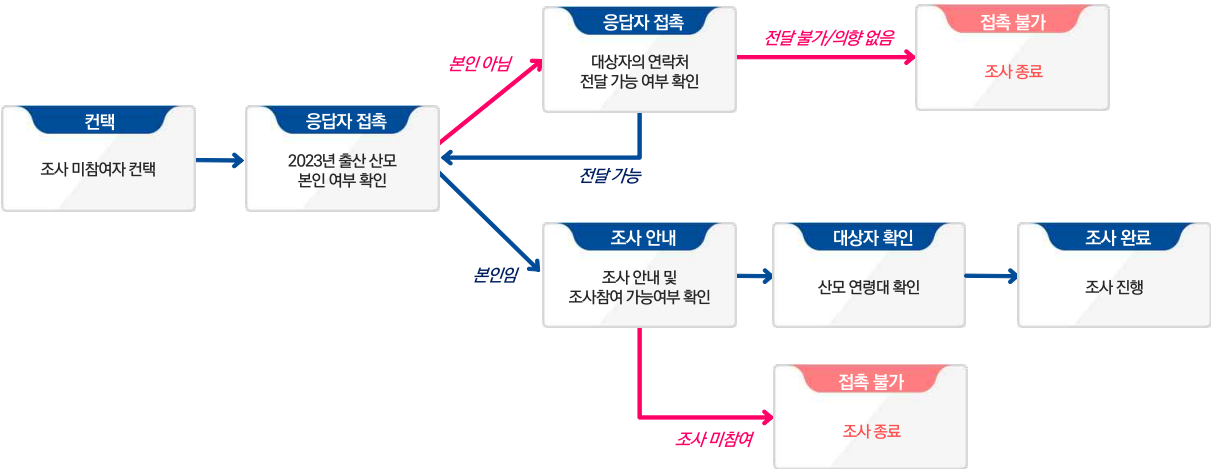 컨택
조사 미참여자 컨택
응답자 접촉
2023년 출산 산모
본인 여부 확인
본인 아님
응답자 접촉
대상자의 연락처
전달 가능 여부 확인
전달 불가/의향 없음
접촉 불가
조사 종료
전달 가능
본인임
조사 안내
조사 안내 및
조사참여 가능여부 확인
대상자 확인
산모 연령대 확인
조사 완료
조사 진행
조사 미참여
접촉 불가
조사 종료